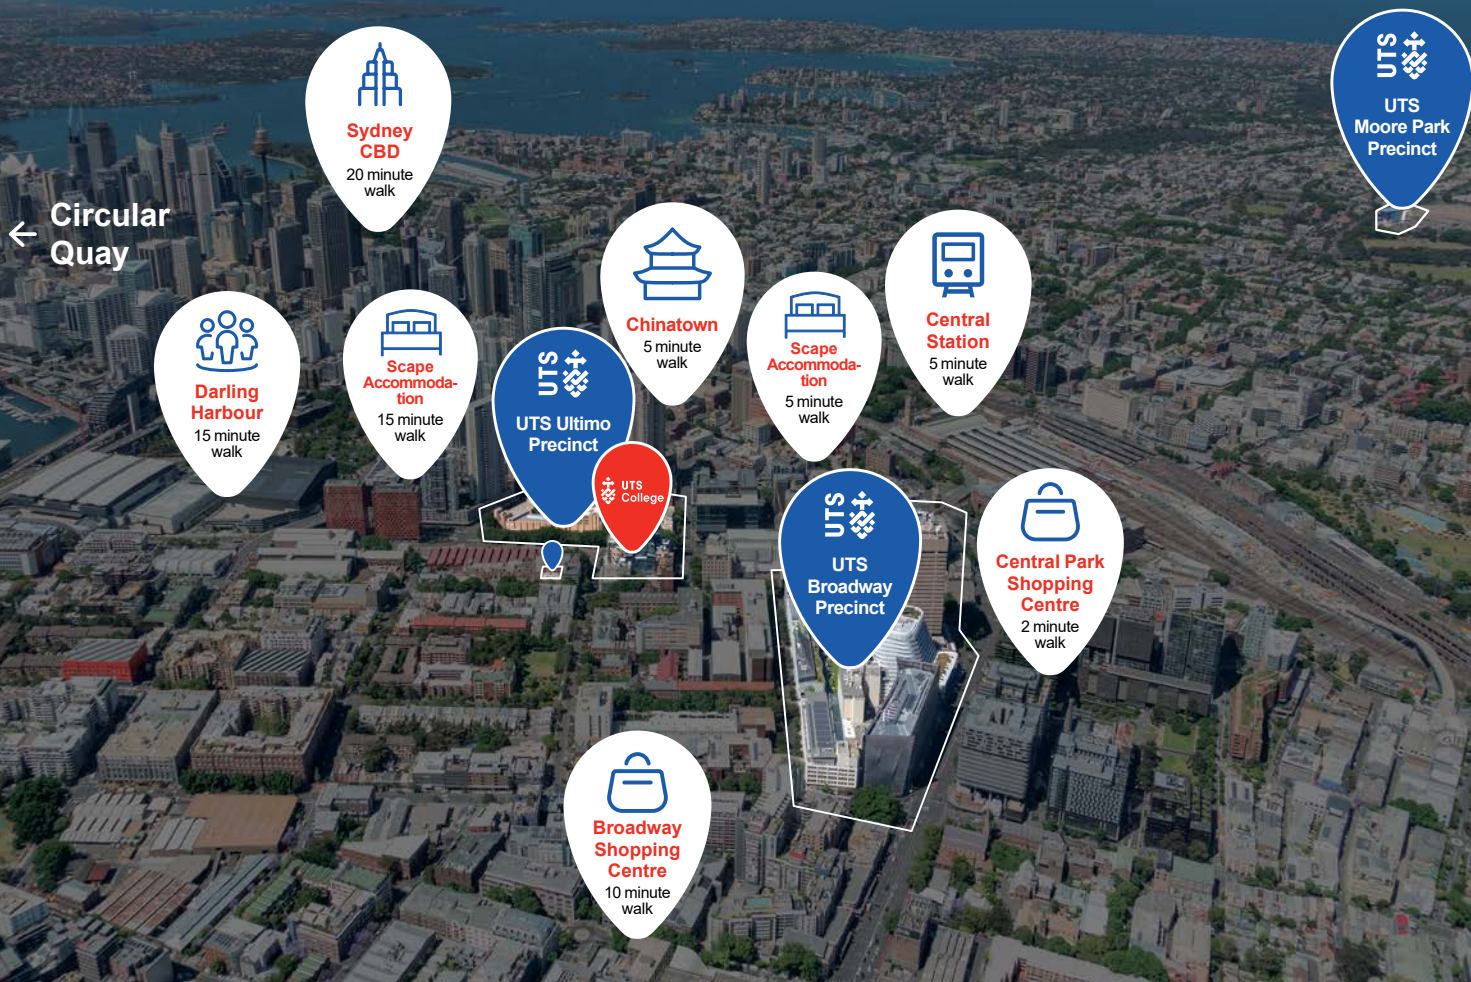 Sydney
CBD
20 minute
walk
UTS
UTS
Moore Park
Precinct
Circular
Quay
Chinatown
5 minute
walk
Central
Station
5 minute
walk
Darling
Harbour
15 minute
walk
Scape
Accommoda-
tion
15 minute
walk
UTS
UTS Ultimo
Precinct
Scape
Accommoda-
tion
5 minute
walk
UTS
College
UTS
UTS
Broadway
Precinct
Central Park
Shopping
Centre
2 minute
walk
Broadway
Shopping
Centre
10 minute
walk